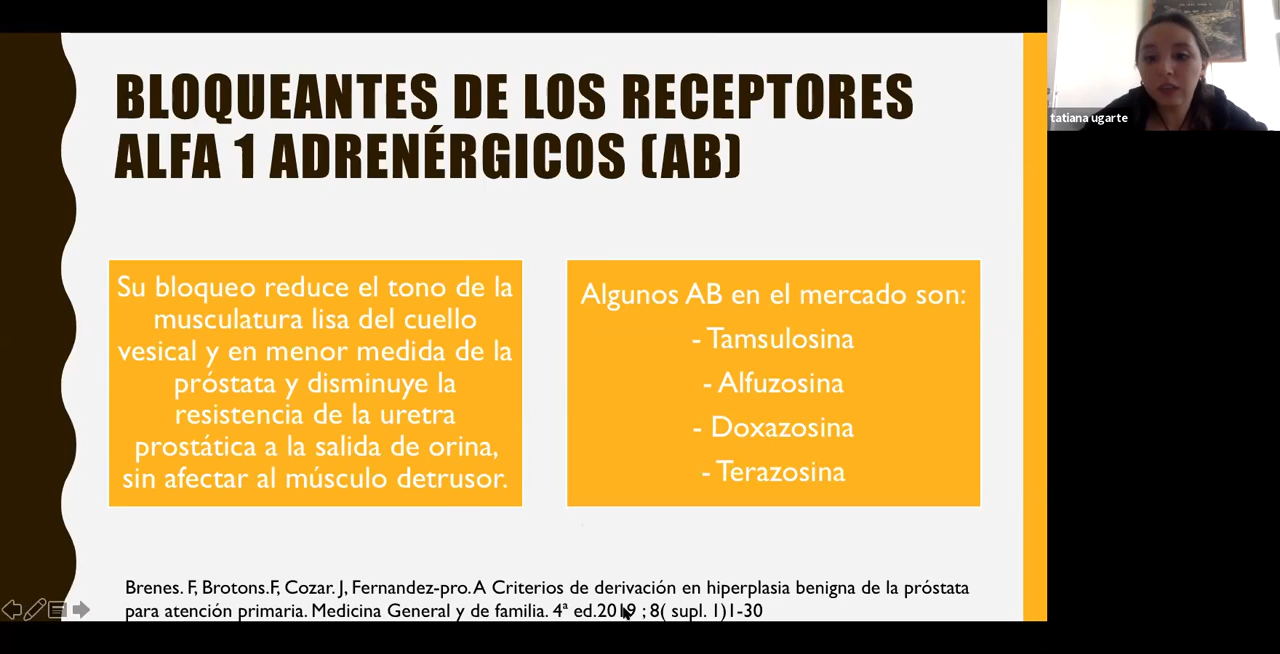 BLOQUEANTES DE LOS RECEPTORES
ALFA 1 ADRENÉRGICOS (AB)
tatiana ugarte
Su bloqueo reduce el tono de la
musculatura lisa del cuello
vesical y en menor medida de la
próstata y disminuye la
resistencia de la uretra
prostática a la salida de orina,
sin afectar al músculo detrusor.
Algunos AB en el mercado son:
- Tamsulosina
- Alfuzosina
- Doxazosina
- Terazosina
Brenes. F, Brotons.F, Cozar. J, Fernandez-pro. A Criterios de derivación en hiperplasia benigna de la próstata
para atención primaria. Medicina General y de familia. 4ª ed.2019 ; 8( supl. 1)1-30